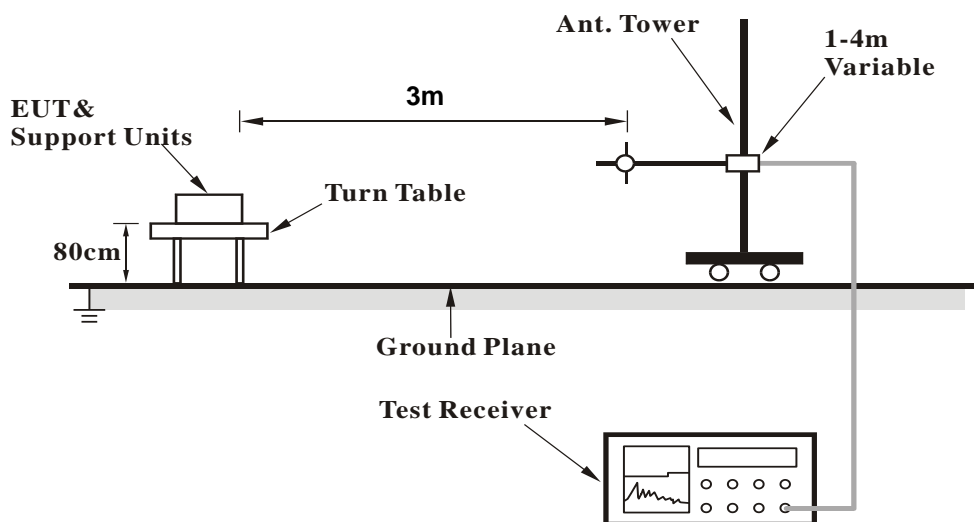 Ant. Tower
1-4m
Variable
3m
EUT&
Support Units
Turn Table
80cm
Ground Plane
Test Receiver